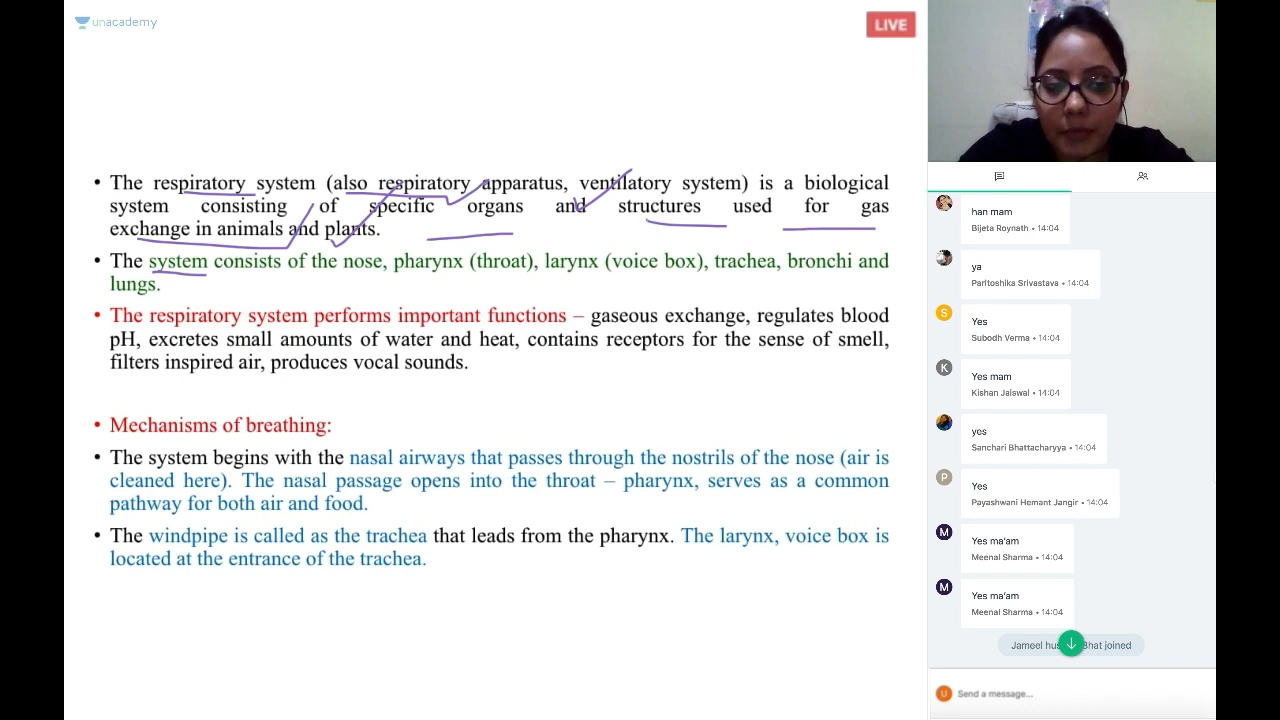 unacademy
LIVE
• The respiratory system (also respiratory apparatus, ventilatory system) is a biological
system consisting of specific organs and structures used for gas
exchange in animals and plants.
• The system consists of the nose, pharynx (throat), larynx (voice box), trachea, bronchi and
lungs.
• The respiratory system performs important functions – gaseous exchange, regulates blood
pH, excretes small amounts of water and heat, contains receptors for the sense of smell,
filters inspired air, produces vocal sounds.
• Mechanisms of breathing:
• The system begins with the nasal airways that passes through the nostrils of the nose (air is
cleaned here). The nasal passage opens into the throat – pharynx, serves as a common
pathway for both air and food.
• The windpipe is called as the trachea that leads from the pharynx. The larynx, voice box is
located at the entrance of the trachea.
han mam
Bijeta Roynath • 14:04
ya
Paritoshika Srivastava • 14:04
S
Yes
Subodh Verma • 14:04
K
Yes mam
Kishan Jaiswal • 14:04
yes
Sanchari Bhattacharyya • 14:04
P
Yes
Payashwani Hemant Jangir • 14:04
M
Yes ma'am
Meenal Sharma • 14:04
M
Yes ma'am
Meenal Sharma • 14:04
Jameel joined
U
Send a message...